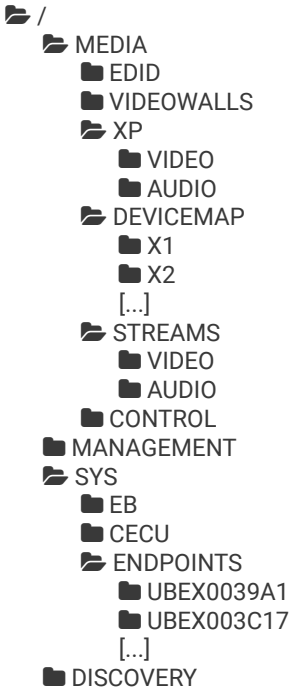 /
MEDIA
EDID
VIDEOWALLS
XP
VIDEO
AUDIO
DEVICEMAP
X1
X2
[...]
STREAMS
VIDEO
AUDIO
CONTROL
MANAGEMENT
SYS
EB
CECU
ENDPOINTS
UBEX0039A1
UBEX003C17
[...]
DISCOVERY